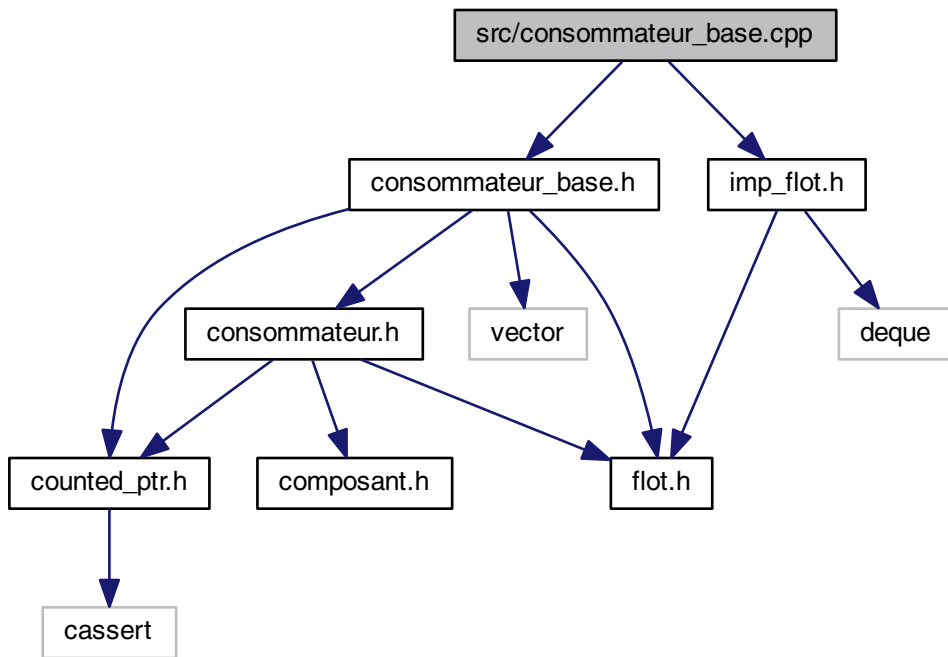 src/consommateur_base.cpp
consommateur_base.h
imp_flot.h
consommateur.h
vector
deque
counted_ptr.h
composant.h
flot.h
cassert